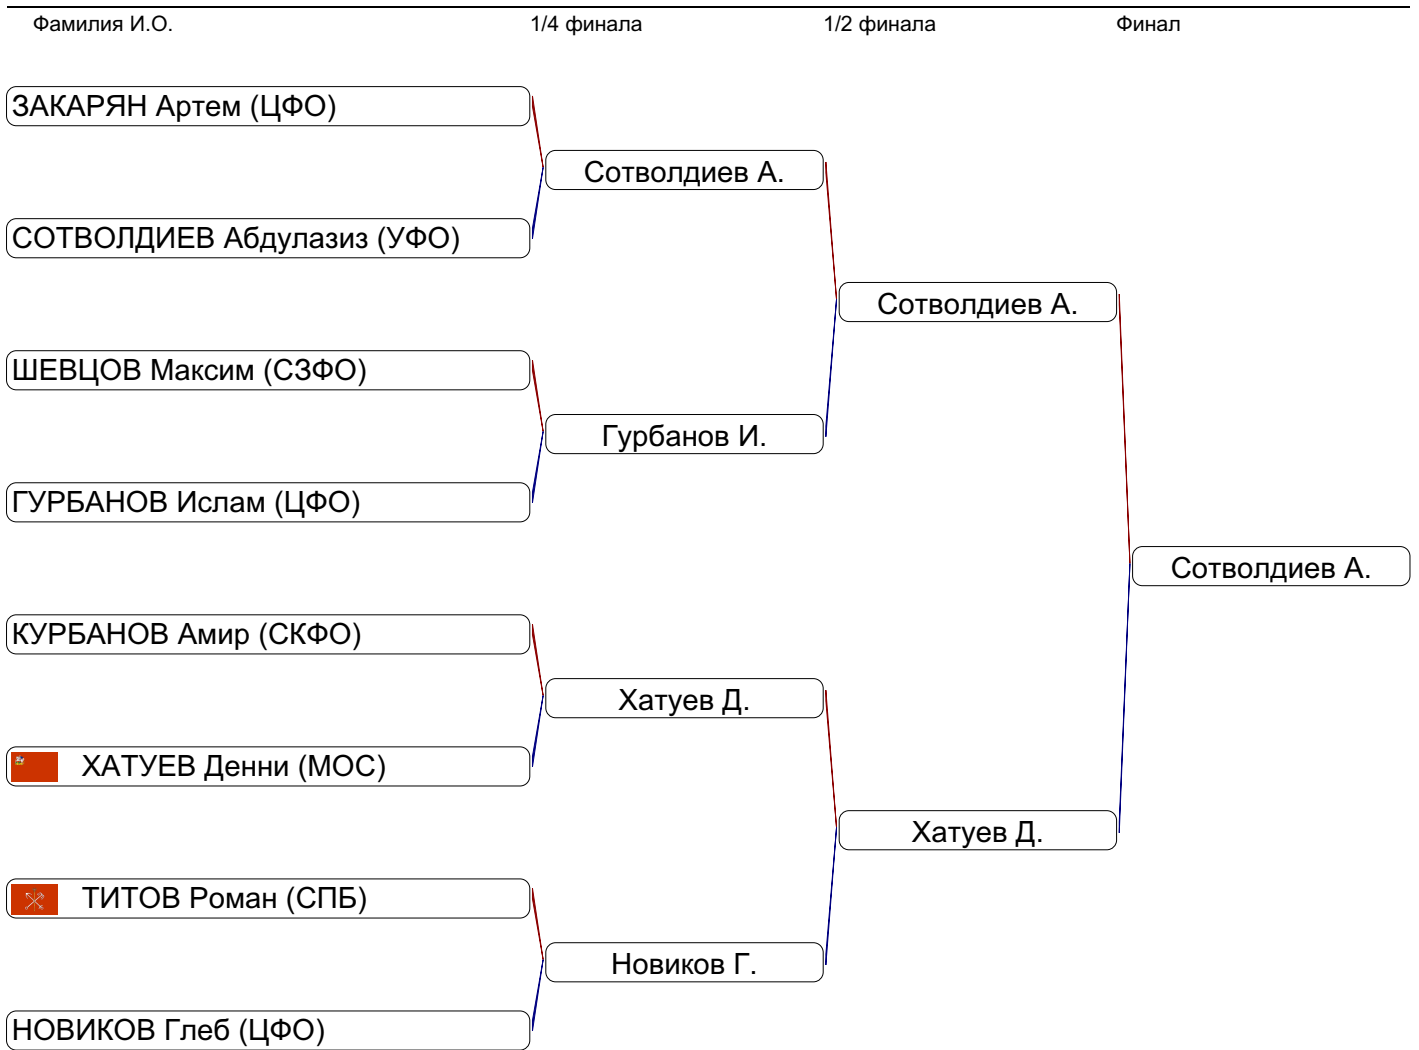 Фамилия И.О. 1/4 финала 1/2 финала Финал
ЗАКАРЯН Артем (ЦФО)
Сотволдиев А.
СОТВОЛДИЕВ Абдулазиз (УФО)
Сотволдиев А.
ШЕВЦОВ Максим (СЗФО)
Гурбанов И.
ГУРБАНОВ Ислам (ЦФО)
Сотволдиев А.
КУРБАНОВ Амир (СКФО)
Хатуев Д.
ХАТУЕВ Денни (МОС)
Хатуев Д.
ТИТОВ Роман (СПБ)
Новиков Г.
НОВИКОВ Глеб (ЦФО)